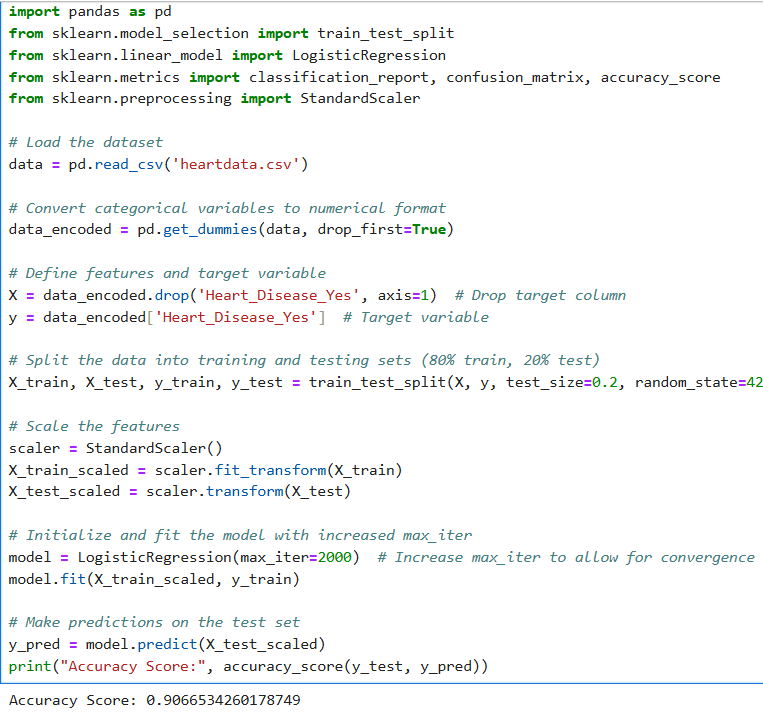 import pandas as pd
from sklearn.model_selection import train_test_split
from sklearn.linear_model import LogisticRegression
from sklearn.metrics import classification_report, confusion_matrix, accuracy_score
from sklearn.preprocessing import StandardScaler

# Load the dataset
data = pd.read_csv('heartdata.csv')

# Convert categorical variables to numerical format
data_encoded = pd.get_dummies(data, drop_first=True)

# Define features and target variable
X = data_encoded.drop('Heart_Disease_Yes', axis=1)  # Drop target column
y = data_encoded['Heart_Disease_Yes']  # Target variable

# Split the data into training and testing sets (80% train, 20% test)
X_train, X_test, y_train, y_test = train_test_split(X, y, test_size=0.2, random_state=42

# Scale the features
scaler = StandardScaler()
X_train_scaled = scaler.fit_transform(X_train)
X_test_scaled = scaler.transform(X_test)

# Initialize and fit the model with increased max_iter
model = LogisticRegression(max_iter=2000)  # Increase max_iter to allow for convergence
model.fit(X_train_scaled, y_train)

# Make predictions on the test set
y_pred = model.predict(X_test_scaled)
print("Accuracy Score:", accuracy_score(y_test, y_pred))

Accuracy Score: 0.9066534260178749